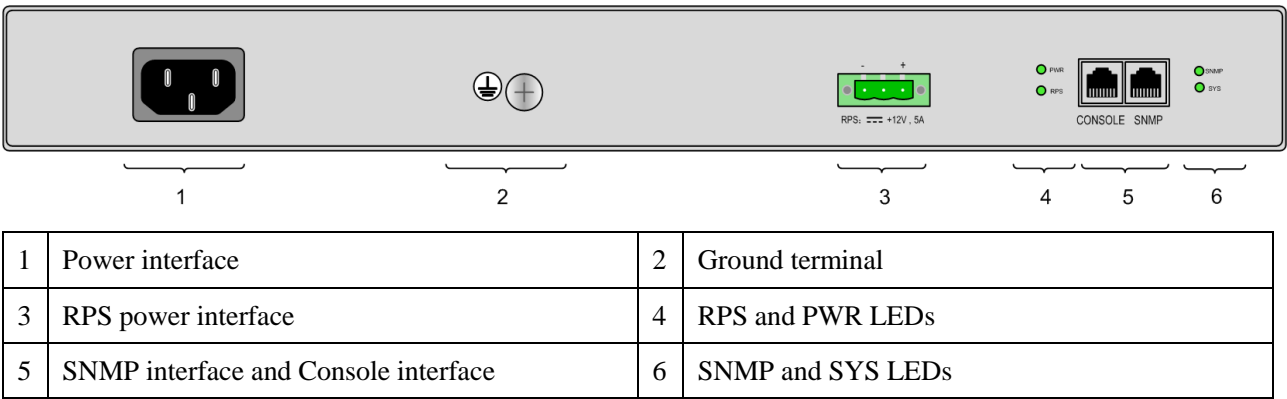 - +
PWR
RPS
SNMP
SYS
RPS: +12V , 5A
CONSOLE SNMP
1 2 3 4 5 6
1 Power interface 2 Ground terminal
3 RPS power interface 4 RPS and PWR LEDs
5 SNMP interface and Console interface 6 SNMP and SYS LEDs